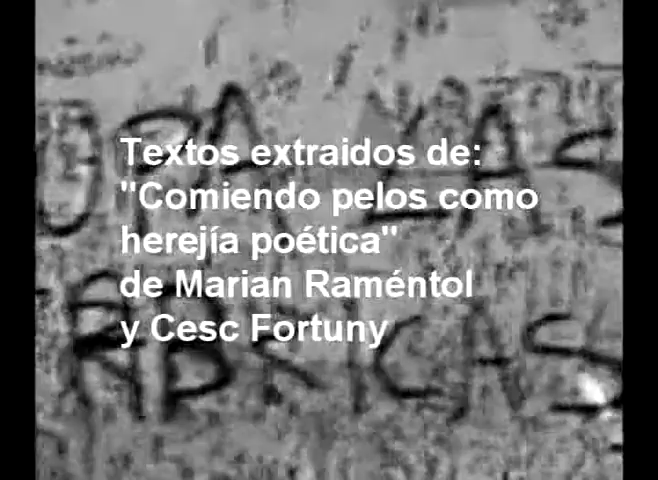 Textos extraidos de:
"Comiendo pelos como
herejía poética"
de Marian Raméntol
y Cesc Fortuny